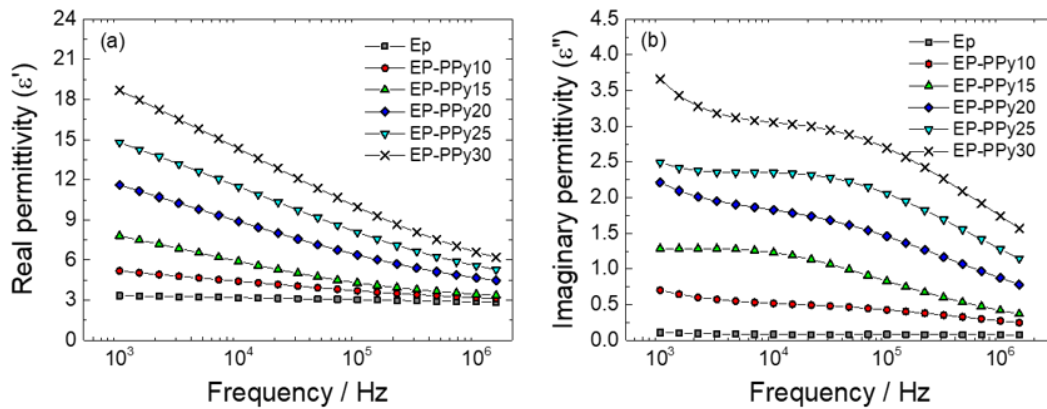 24
21
18
15
12
9
6
3
0
Real permittivity (ε')
(a)
Ep
EP-PPy10
EP-PPy15
EP-PPy20
EP-PPy25
EP-PPy30
10³ 10⁴ 10⁵ 10⁶
Frequency / Hz
4.5
4.0
3.5
3.0
2.5
2.0
1.5
1.0
0.5
0.0
Imaginary permittivity (ε")
(b)
Ep
EP-PPy10
EP-PPy15
EP-PPy20
EP-PPy25
EP-PPy30
10³ 10⁴ 10⁵ 10⁶
Frequency / Hz